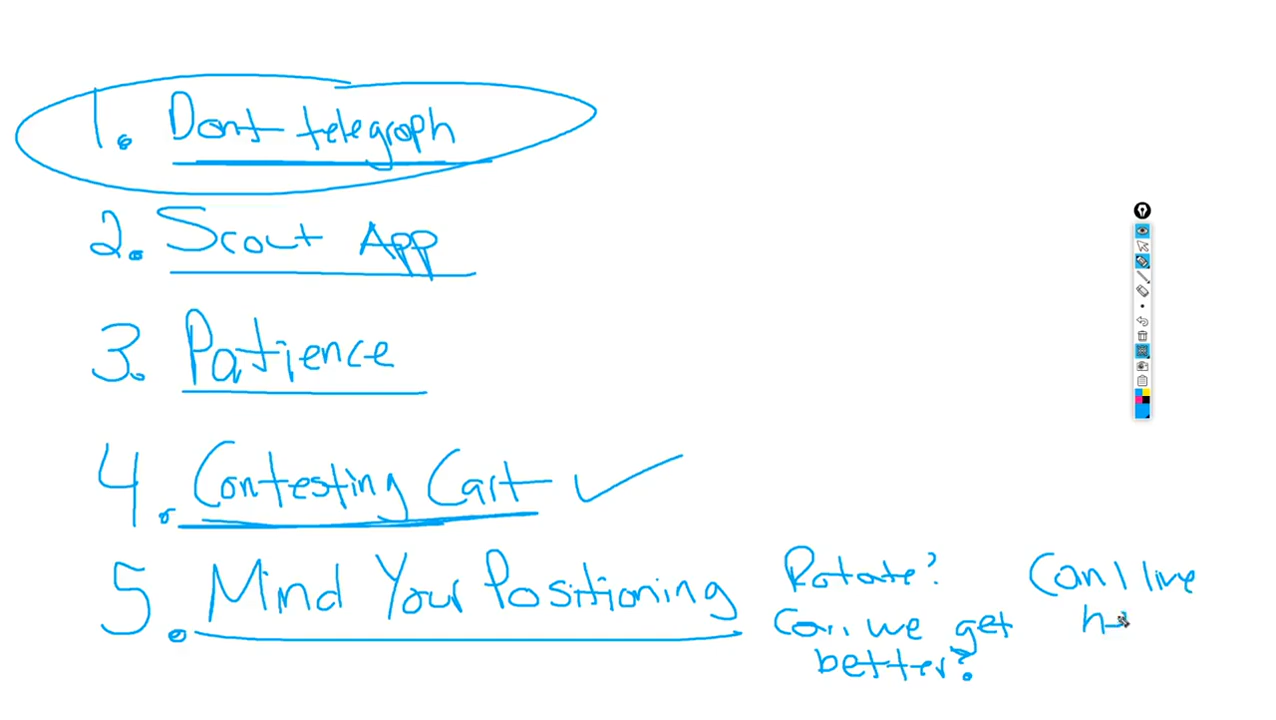 1. Dont telegraph
2. Scout App
3. Patience
4. Contesting Cart
5. Mind Your Positioning
Rotate?
Can we get
better?
Can I live